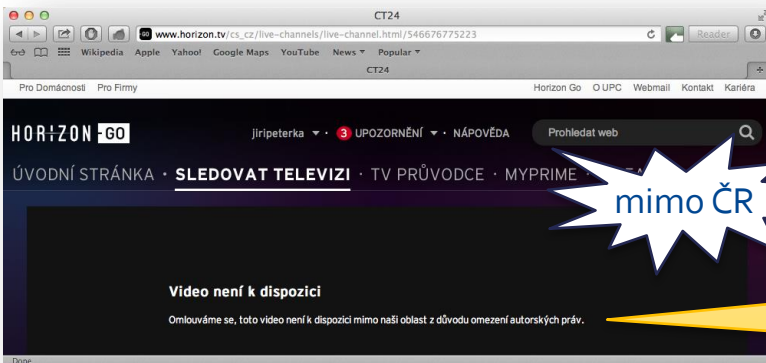 CT24
www.horizon.tv/cs_cz/live-channels/live-channel.html/546676775223
Reader
Wikipedia Apple Yahoo! Google Maps YouTube News Popular
CT24
Pro Domácnosti Pro Firmy Horizon Go O UPC Webmail Kontakt Kariéra
HORIZON GO jiripeterka • 3 UPOZORNĚNÍ • NÁPOVĚDA Prohledat web
ÚVODNÍ STRÁNKA • SLEDOVAT TELEVIZI • TV PRŮVODCE • MYPRIME •
mimo ČR
Video není k dispozici
Omlouváme se, toto video není k dispozici mimo naši oblast z důvodu omezení autorských práv.
Done